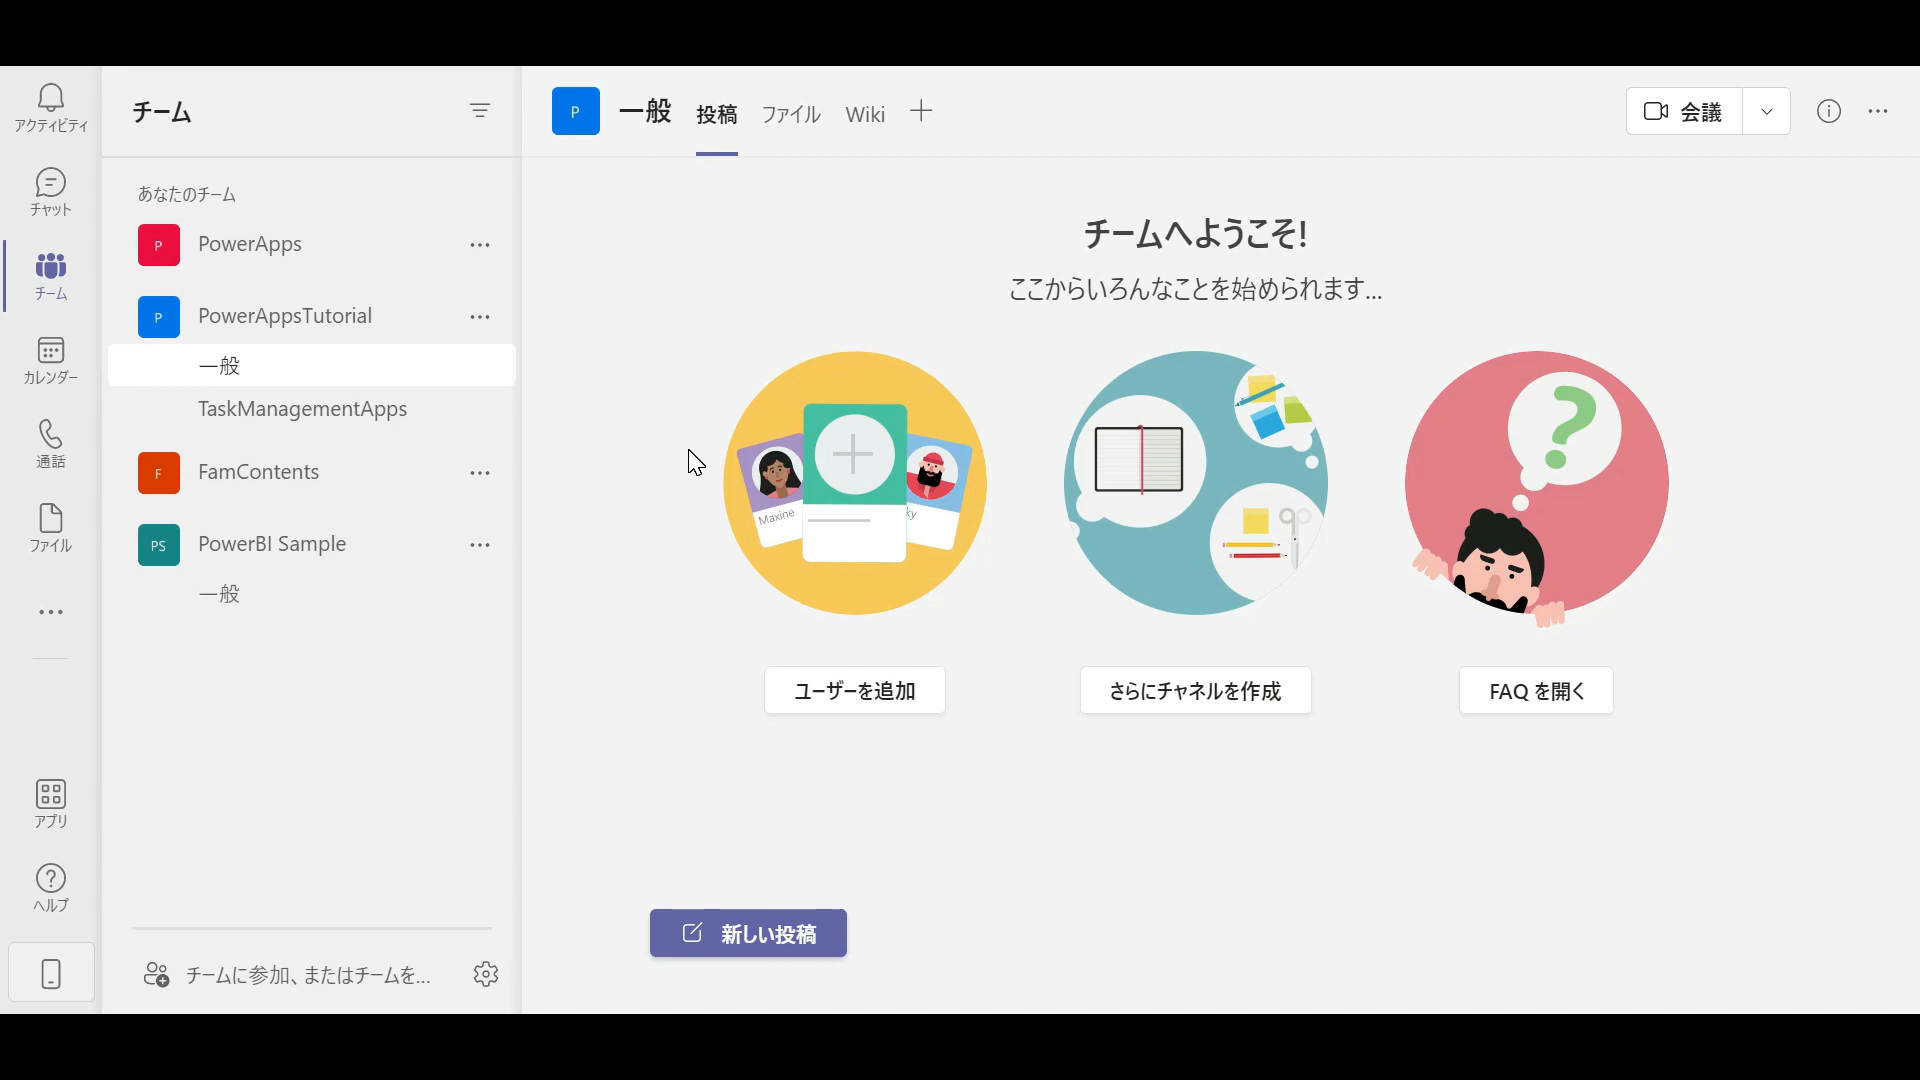 アクティビティ
チャット
チーム
カレンダー
通話
ファイル
アプリ
ヘルプ
チーム
あなたのチーム
P PowerApps
P PowerAppsTutorial
一般
TaskManagementApps
F FamContents
PS PowerBI Sample
一般
チームに参加、またはチームを...
P 一般 投稿 ファイル Wiki
会議
チームへようこそ!
ここからいろんなことを始められます...
Maxine
ky
ユーザーを追加
さらにチャネルを作成
FAQ を開く
新しい投稿